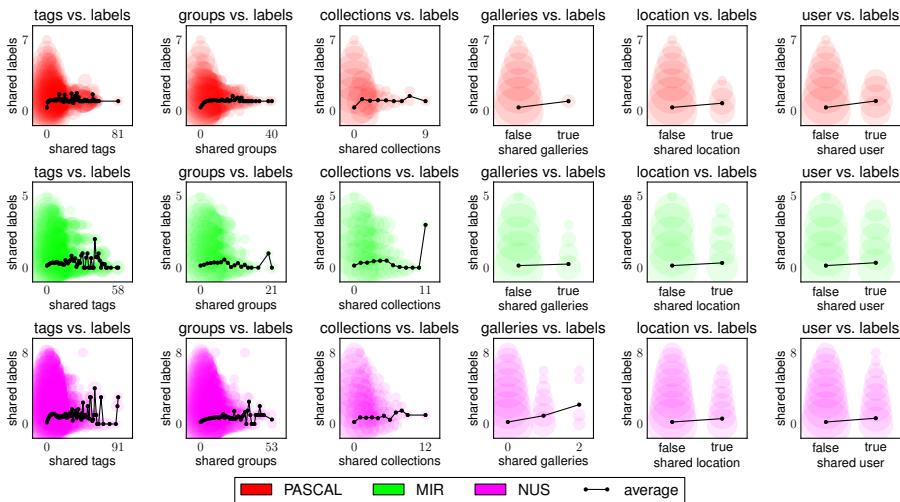 tags vs. labels
groups vs. labels
collections vs. labels
galleries vs. labels
location vs. labels
user vs. labels
shared labels
7
0
0
81
shared tags
shared labels
7
0
0
40
shared groups
shared labels
7
0
0
9
shared collections
shared labels
7
0
false
true
shared galleries
shared labels
7
0
false
true
shared location
shared labels
7
0
false
true
shared user
tags vs. labels
groups vs. labels
collections vs. labels
galleries vs. labels
location vs. labels
user vs. labels
shared labels
5
0
0
58
shared tags
shared labels
5
0
0
21
shared groups
shared labels
5
0
0
11
shared collections
shared labels
5
0
false
true
shared galleries
shared labels
5
0
false
true
shared location
shared labels
5
0
false
true
shared user
tags vs. labels
groups vs. labels
collections vs. labels
galleries vs. labels
location vs. labels
user vs. labels
shared labels
8
0
0
91
shared tags
shared labels
8
0
0
53
shared groups
shared labels
8
0
0
12
shared collections
shared labels
8
0
0
2
shared galleries
shared labels
8
0
false
true
shared location
shared labels
8
0
false
true
shared user
PASCAL
MIR
NUS
average